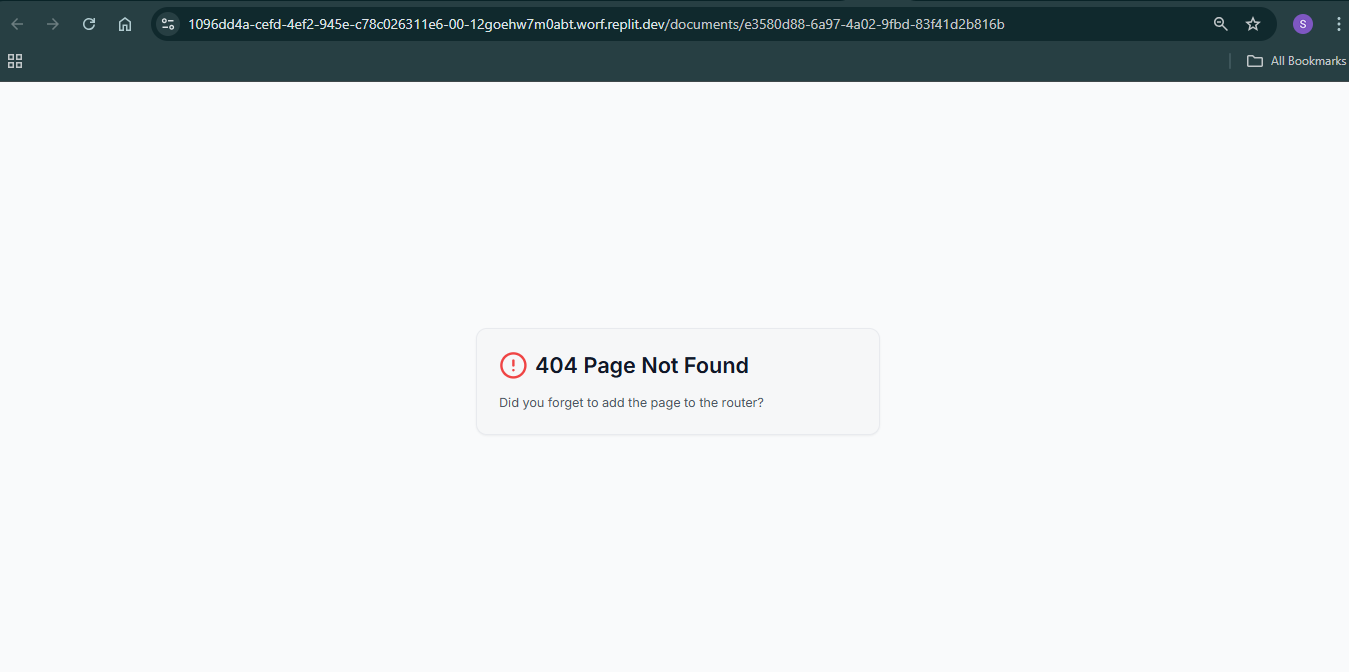 1096dd4a-cefd-4ef2-945e-c78c026311e6-00-12goehw7m0abt.worf.replit.dev/documents/e3580d88-6a97-4a02-9fbd-83f41d2b816b
S
All Bookmarks
404 Page Not Found
Did you forget to add the page to the router?